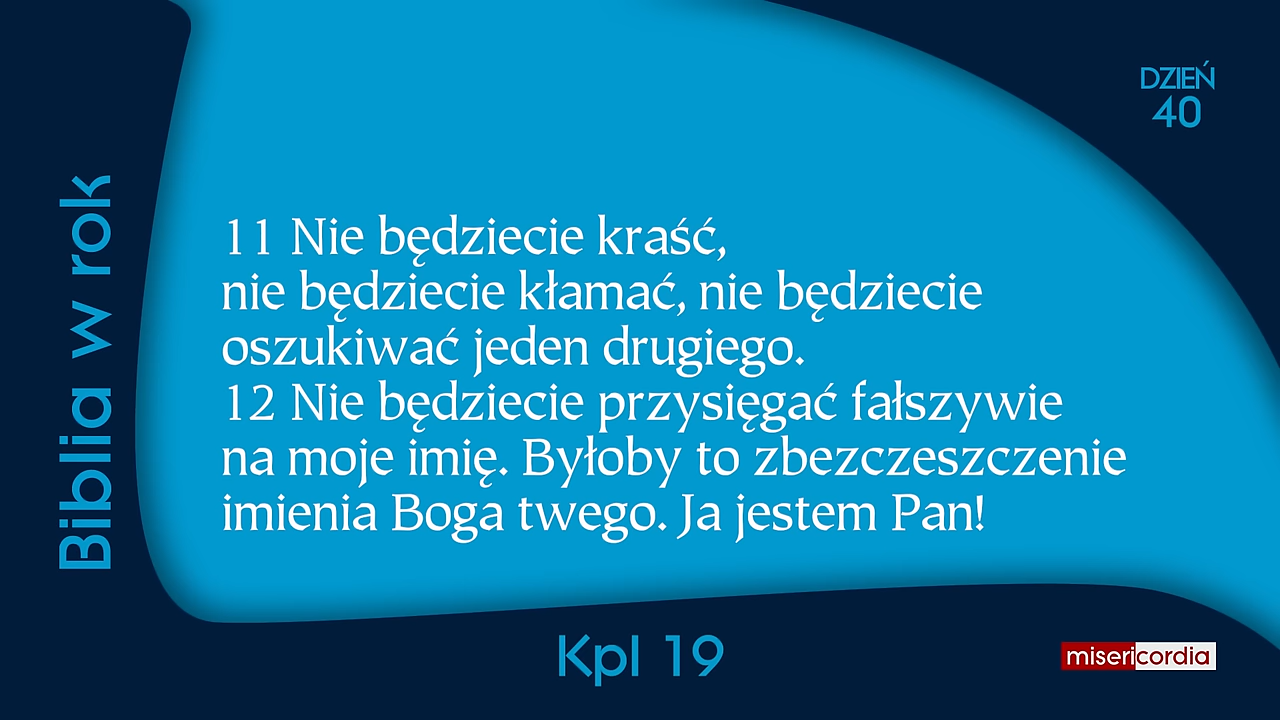 DZIEŃ
40
Biblia w rok
11 Nie będziecie kraść,
nie będziecie kłamać, nie będziecie
oszukiwać jeden drugiego.
12 Nie będziecie przysięgać fałszywie
na moje imię. Byłoby to zbezczeszczenie
imienia Boga twego. Ja jestem Pan!
Kpl 19
misericordia